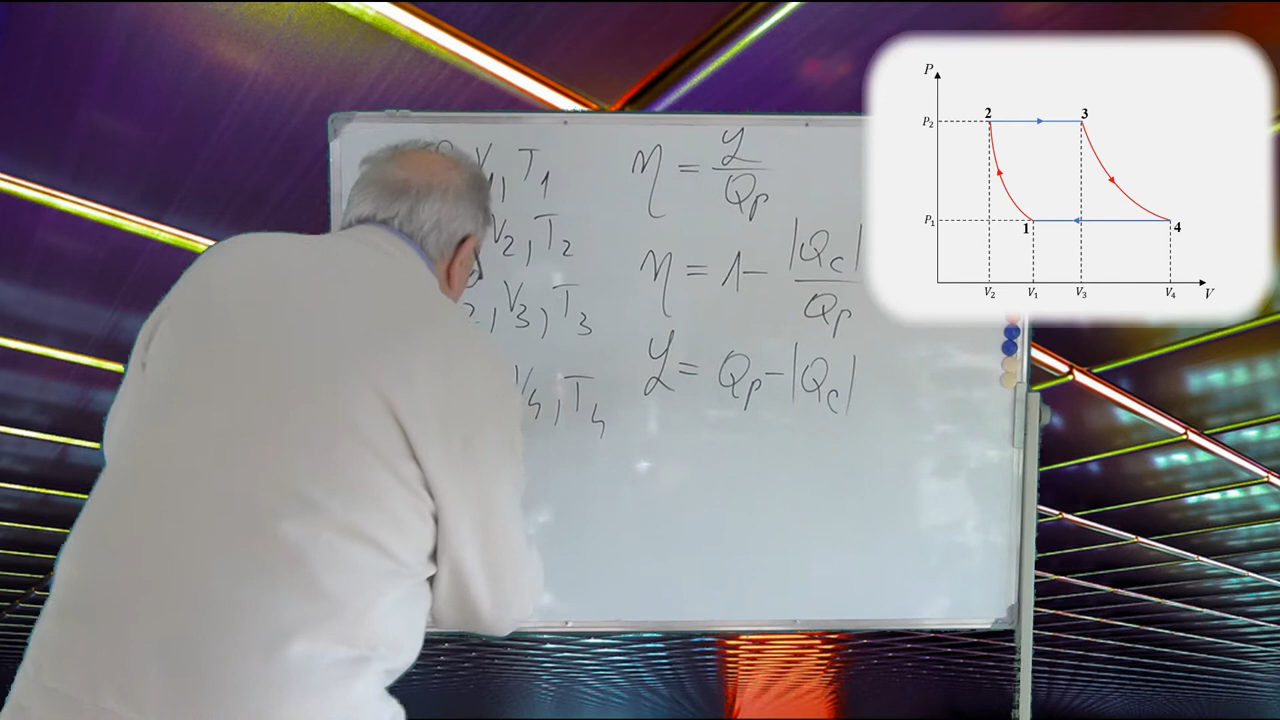 V1, T1
V2, T2
2, V3, T3
V4, T4
η = L/Qp
η = 1 - |Qc|/Qp
L = Qp - |Qc|
P
2 3
P2
P1
1 4
V2 V1 V3 V4 V